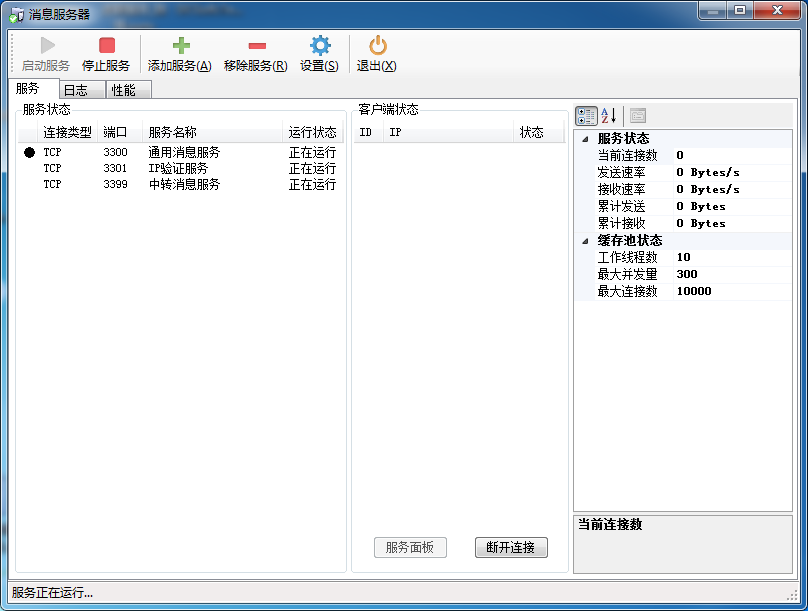 消息服务器
启动服务 停止服务 添加服务(A) 移除服务(R) 设置(S) 退出(X)
服务 日志 性能
服务状态
连接类型 端口 服务名称 运行状态
TCP 3300 通用消息服务 正在运行
TCP 3301 IP验证服务 正在运行
TCP 3399 中转消息服务 正在运行
客户端状态
ID IP 状态
服务面板 断开连接
服务状态
当前连接数 0
发送速率 0 Bytes/s
接收速率 0 Bytes/s
累计发送 0 Bytes
累计接收 0 Bytes
缓存池状态
工作线程数 10
最大并发量 300
最大连接数 10000
当前连接数
服务正在运行...